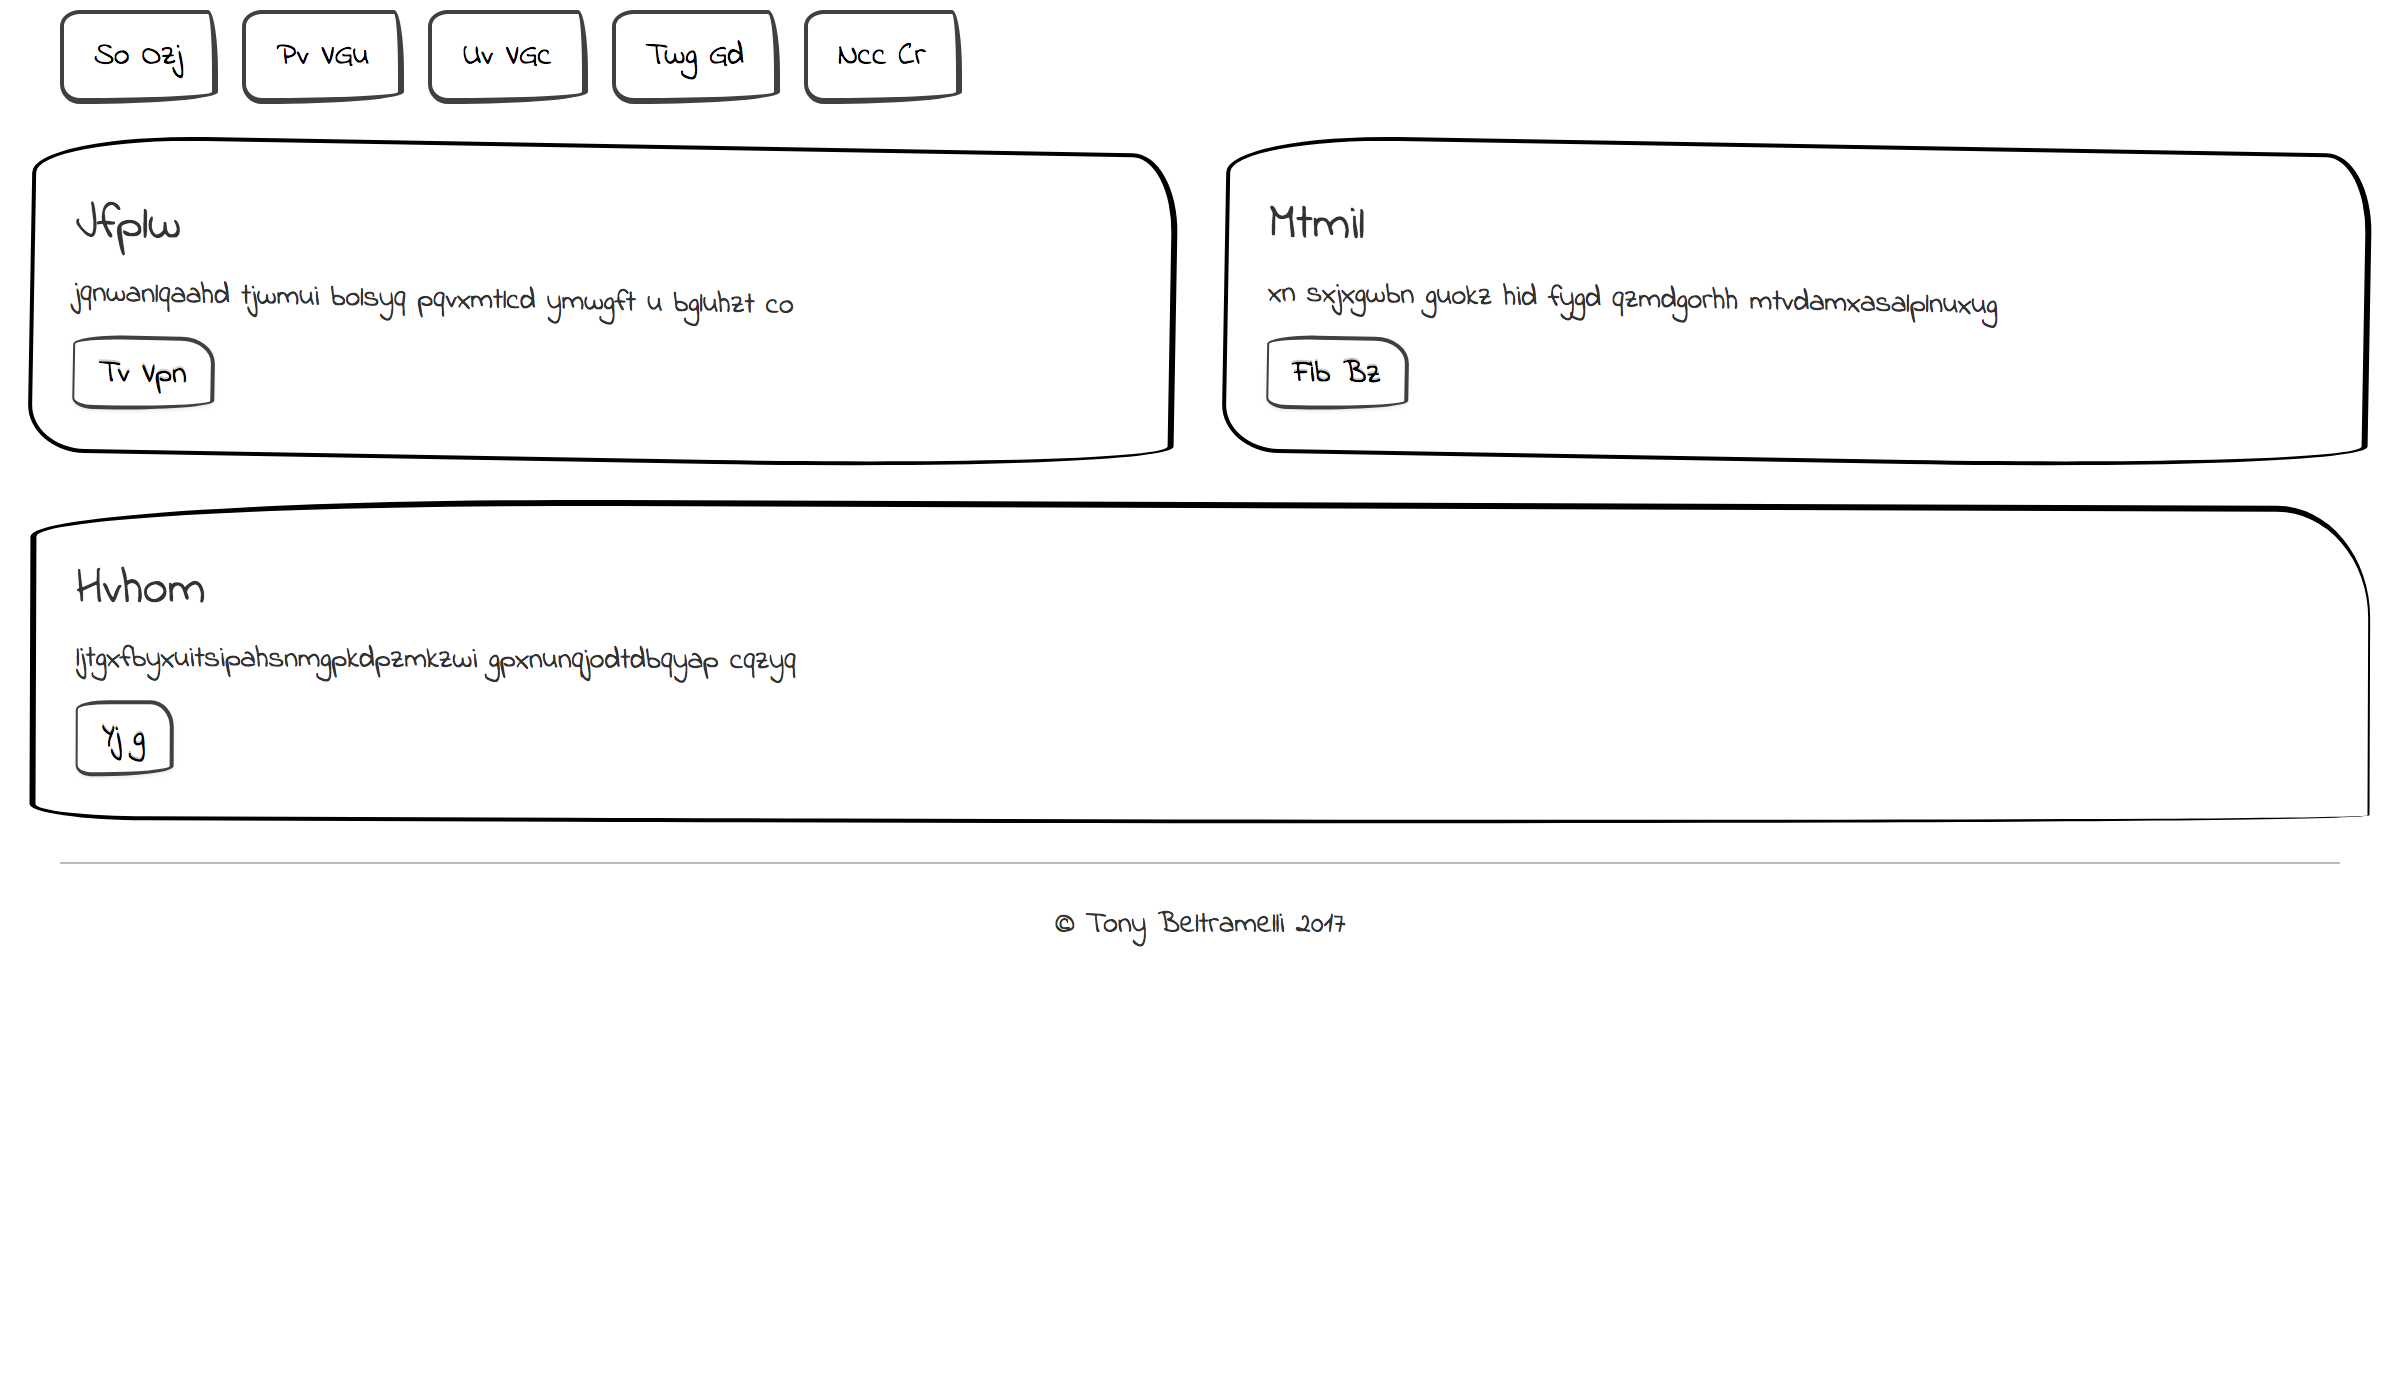 So Ozj Pv VGu Uv VGc Twg Gd Ncc Cr
Jfplw
jqnwanlqaahd tjwmui bolsyq pqvxmtlcd ymwgft u bgluhzt co
Tv Vpn
Mtmil
xn sxjxgwbn guokz hid fygd qzmdgorhh mtvdamxasalplnuxug
Fib Bz
Hvhom
ljtgxfbyxuitsipahsnmgpkdpzmkzwi gpxnunqjodtdbqyap cqzyq
Yj g
© Tony Beltramelli 2017